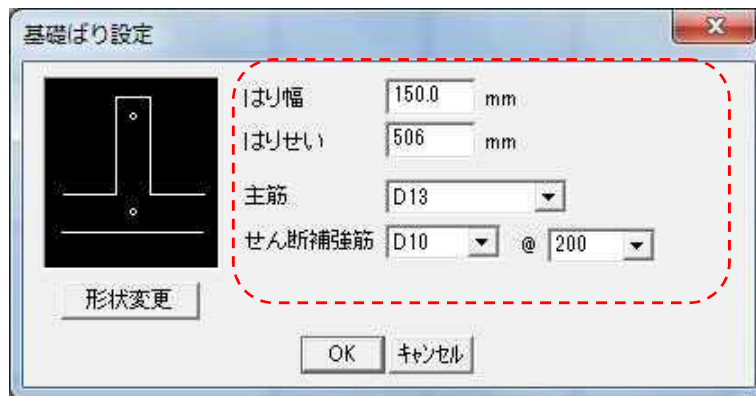 基礎ばり設定
はり幅 150.0 mm
はりせい 506 mm
主筋 D13
せん断補強筋 D10 @ 200
形状変更
OK キャンセル